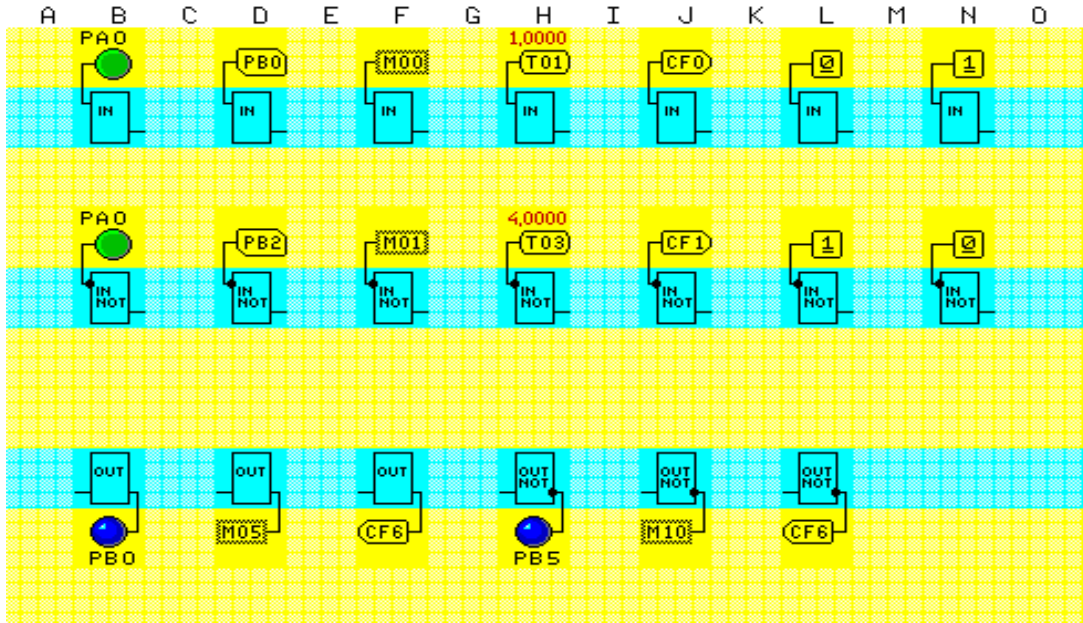 A B C D E F G H I J K L M N O
PA0 1,0000
PB0 M00 T01 CF0 0 1
IN IN IN IN IN IN IN
PA0 4,0000
PB2 M01 T03 CF1 1 0
IN IN IN IN IN IN IN
NOT NOT NOT NOT NOT NOT NOT
OUT OUT OUT OUT OUT OUT
NOT NOT NOT
M05 CF6 M10 CF6
PB0 PB5